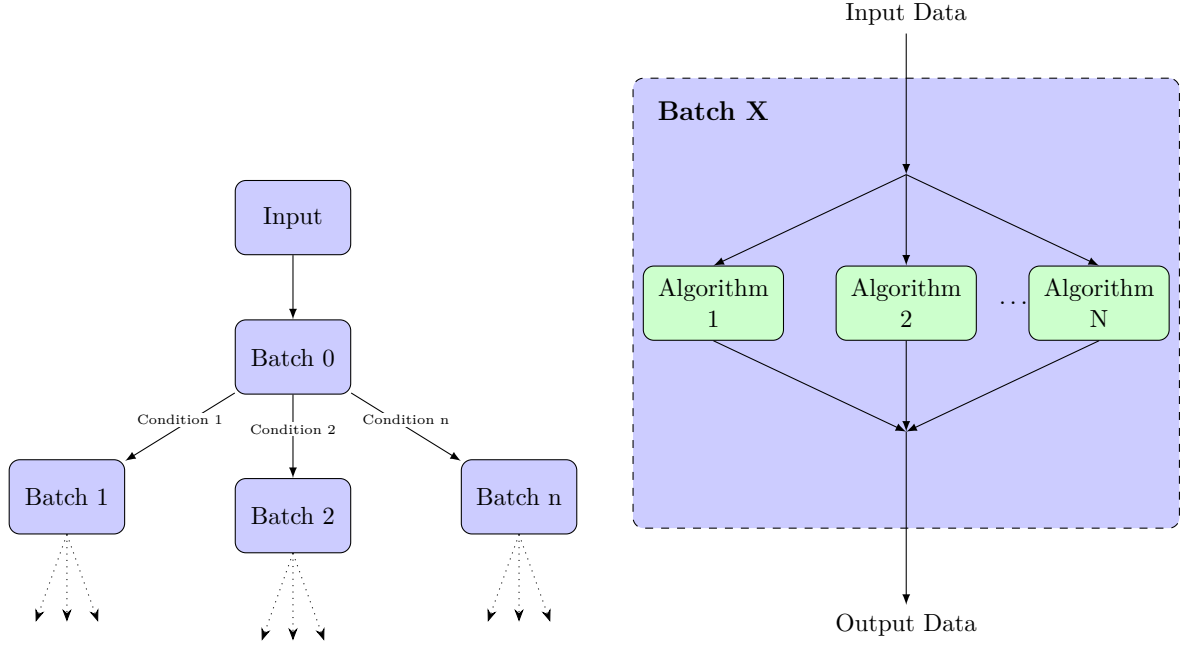 Input
Batch 0
Condition 1
Condition 2
Condition n
Batch 1
Batch 2
Batch n
Input Data
Batch X
Algorithm
1
Algorithm
2
...
Algorithm
N
Output Data